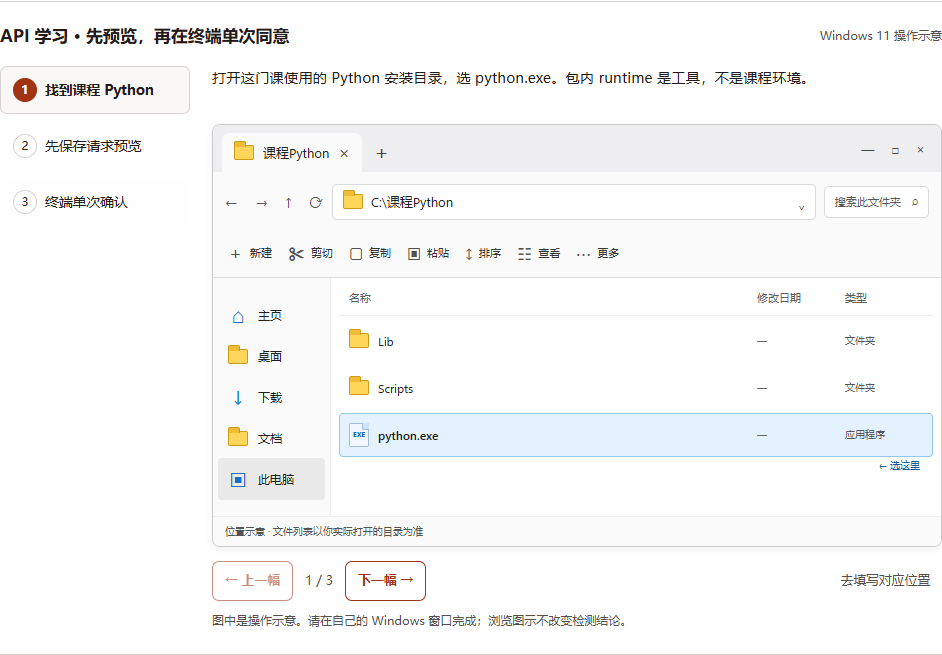 API 学习 · 先预览，再在终端单次同意
Windows 11 操作示意
1 找到课程 Python
2 先保存请求预览
3 终端单次确认
打开这门课使用的 Python 安装目录，选 python.exe。包内 runtime 是工具，不是课程环境。
课程Python × +
— □ ×
← → ↑ ⟳ C:\课程Python
搜索此文件夹
+ 新建 剪切 复制 粘贴 ↕ 排序 查看 ··· 更多
主页
桌面
↓ 下载
文档
此电脑
名称 修改日期 类型
Lib — 文件夹
Scripts — 文件夹
EXE python.exe — 应用程序
← 选这里
位置示意 · 文件列表以你实际打开的目录为准
← 上一幅 1 / 3 下一幅 →
去填写对应位置
图中是操作示意。请在自己的 Windows 窗口完成；浏览图示不改变检测结论。